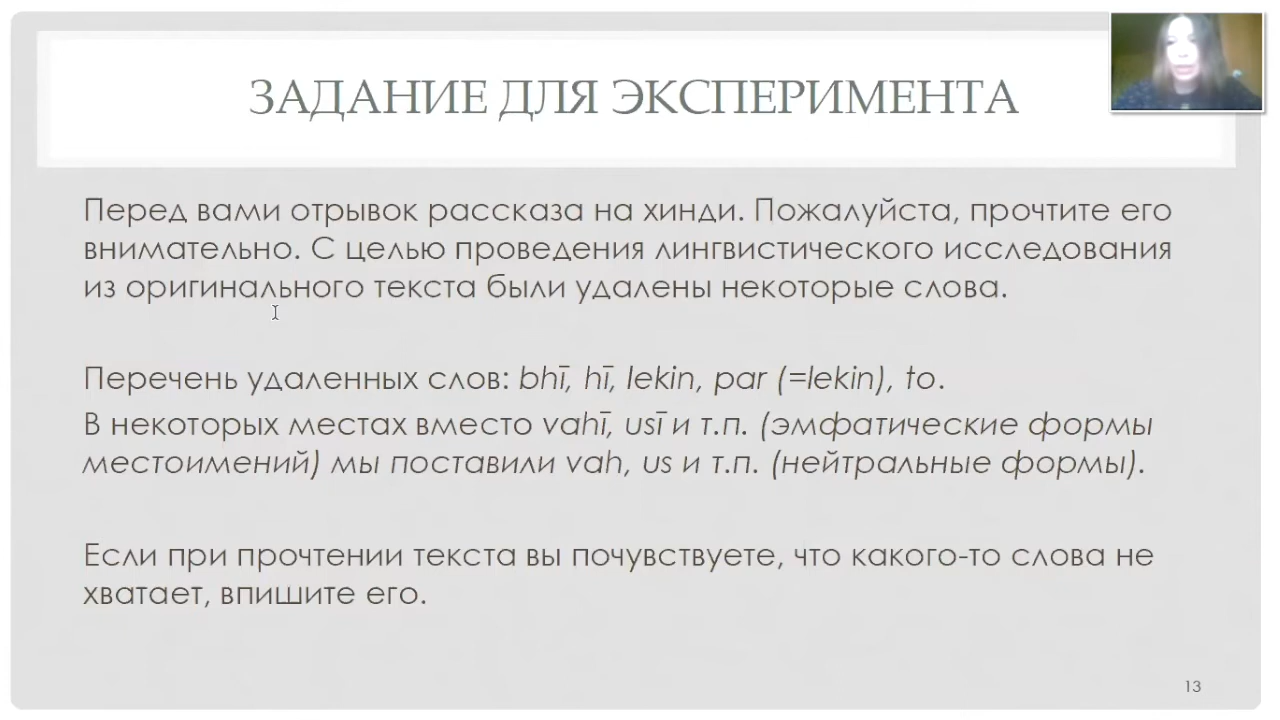 ЗАДАНИЕ ДЛЯ ЭКСПЕРИМЕНТА
Перед вами отрывок рассказа на хинди. Пожалуйста, прочтите его
внимательно. С целью проведения лингвистического исследования
из оригинального текста были удалены некоторые слова.
Перечень удаленных слов: bhī, hī, lekin, par (=lekin), to.
В некоторых местах вместо vahī, usī и т.п. (эмфатические формы
местоимений) мы поставили vah, us и т.п. (нейтральные формы).
Если при прочтении текста вы почувствуете, что какого-то слова не
хватает, впишите его.
13